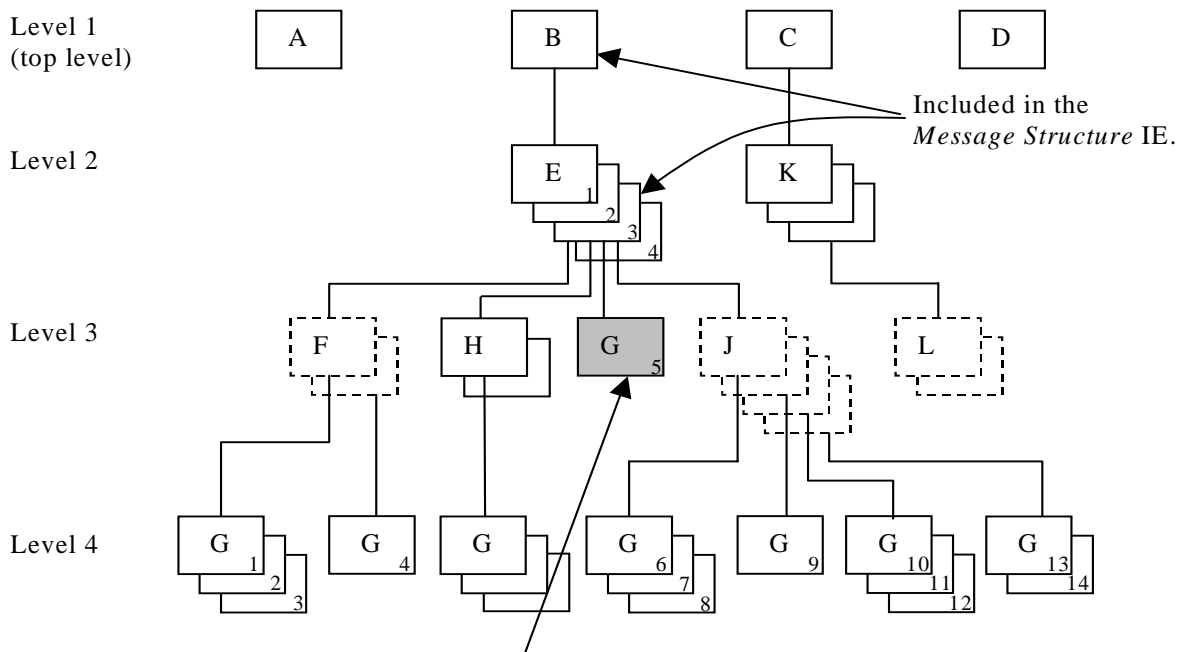 Level 1
(top level)
A
B
C
D
Included in the
Message Structure IE.
Level 2
E
1
2
3
4
K
Level 3
F
H
G
5
J
L
Level 4
G
1
2
3
G
4
G
G
6
7
8
G
9
G
10
11
12
G
13
14